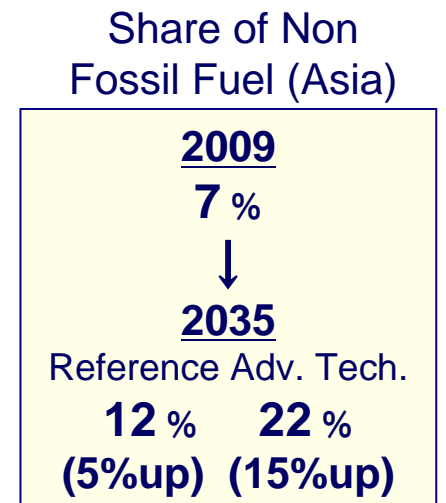 Share of Non
Fossil Fuel (Asia)
2009
7 %
↓
2035
Reference Adv. Tech.
12 % 22 %
(5%up) (15%up)